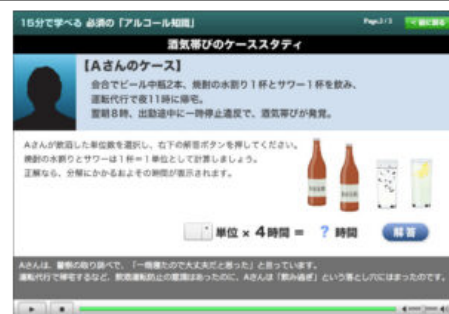 15分で学べる 必須の「アルコール知識」
Page.2 / 3
前に戻る
酒気帯びのケーススタディ
【Aさんのケース】
会合でビール中瓶2本、焼酎の水割り1杯とサワー1杯を飲み、
運転代行で夜11時に帰宅。
翌朝8時、出勤途中に一時停止違反で、酒気帯びが発覚。
Aさんが飲酒した単位数を選択し、右下の解答ボタンを押してください。
焼酎の水割りとサワーは1杯=1単位として計算しましょう。
正解なら、分解にかかるおよその時間が表示されます。
単位 × 4時間 = ? 時間
解答
Aさんは、警察の取り調べで、「一晩寝たので大丈夫だと思った」と言っています。
運転代行で帰宅するなど、飲酒運転防止の意識はあったのに、Aさんは「飲み過ぎ」という落とし穴にはまったのです。